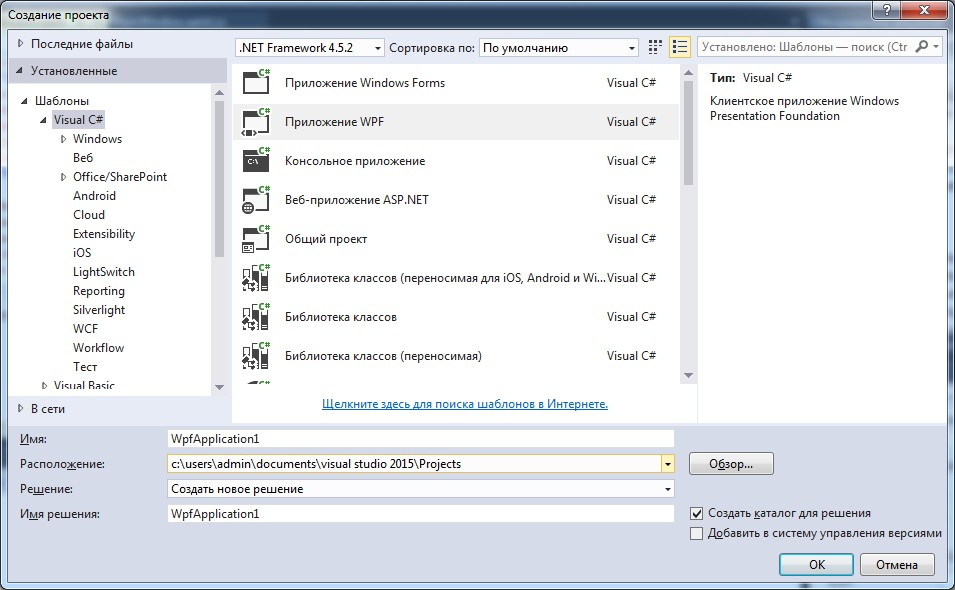 Создание проекта
Последние файлы
Установленные
Шаблоны
Visual C#
Windows
Веб
Office/SharePoint
Android
Cloud
Extensibility
iOS
LightSwitch
Reporting
Silverlight
WCF
Workflow
Тест
Visual Basic
В сети
.NET Framework 4.5.2 Сортировка по: По умолчанию
C# Приложение Windows Forms Visual C#
C# Приложение WPF Visual C#
C# C:\ Консольное приложение Visual C#
C# Веб-приложение ASP.NET Visual C#
C# Общий проект Visual C#
C# Библиотека классов (переносимая для iOS, Android и Wi... Visual C#
C# Библиотека классов Visual C#
C# Библиотека классов (переносимая) Visual C#
Щелкните здесь для поиска шаблонов в Интернете.
Установлено: Шаблоны — поиск (Ctr
Тип: Visual C#
Клиентское приложение Windows
Presentation Foundation
Имя: WpfApplication1
Расположение: c:\users\admin\documents\visual studio 2015\Projects Обзор...
Решение: Создать новое решение
Имя решения: WpfApplication1
Создать каталог для решения
Добавить в систему управления версиями
OK Отмена